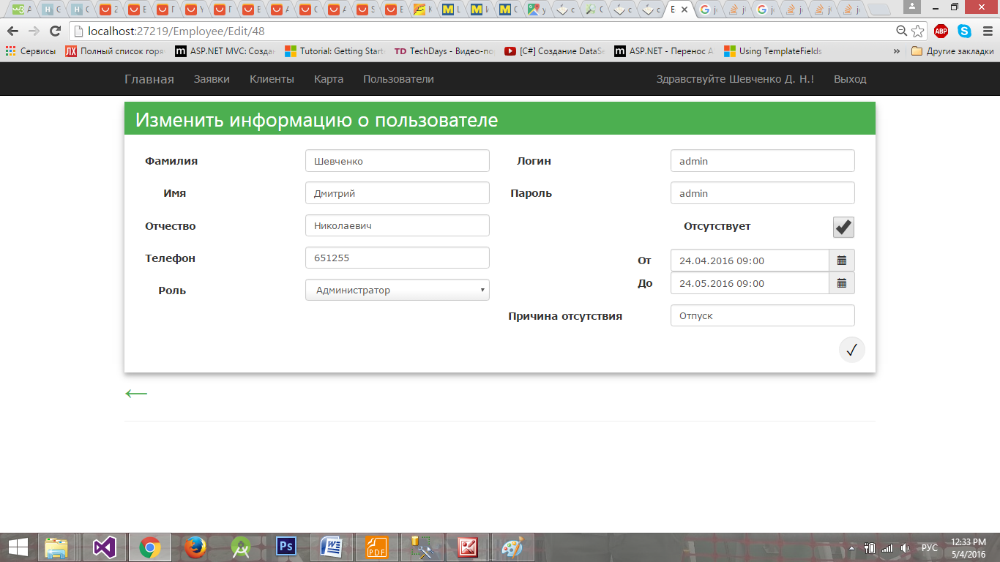 localhost:27219/Employee/Edit/48
Сервисы Полный список горя ASP.NET MVC: Созда Tutorial: Getting Start TechDays - Видео-по [C#] Создание DataSe ASP.NET - Перенос А Using TemplateFields » Другие закладки
Главная Заявки Клиенты Карта Пользователи Здравствуйте Шевченко Д. Н.! Выход
Изменить информацию о пользователе
Фамилия Шевченко Логин admin
Имя Дмитрий Пароль admin
Отчество Николаевич Отсутствует
Телефон 651255 От 24.04.2016 09:00
До 24.05.2016 09:00
Роль Администратор
Причина отсутствия Отпуск
РУС 12:33 PM
5/4/2016